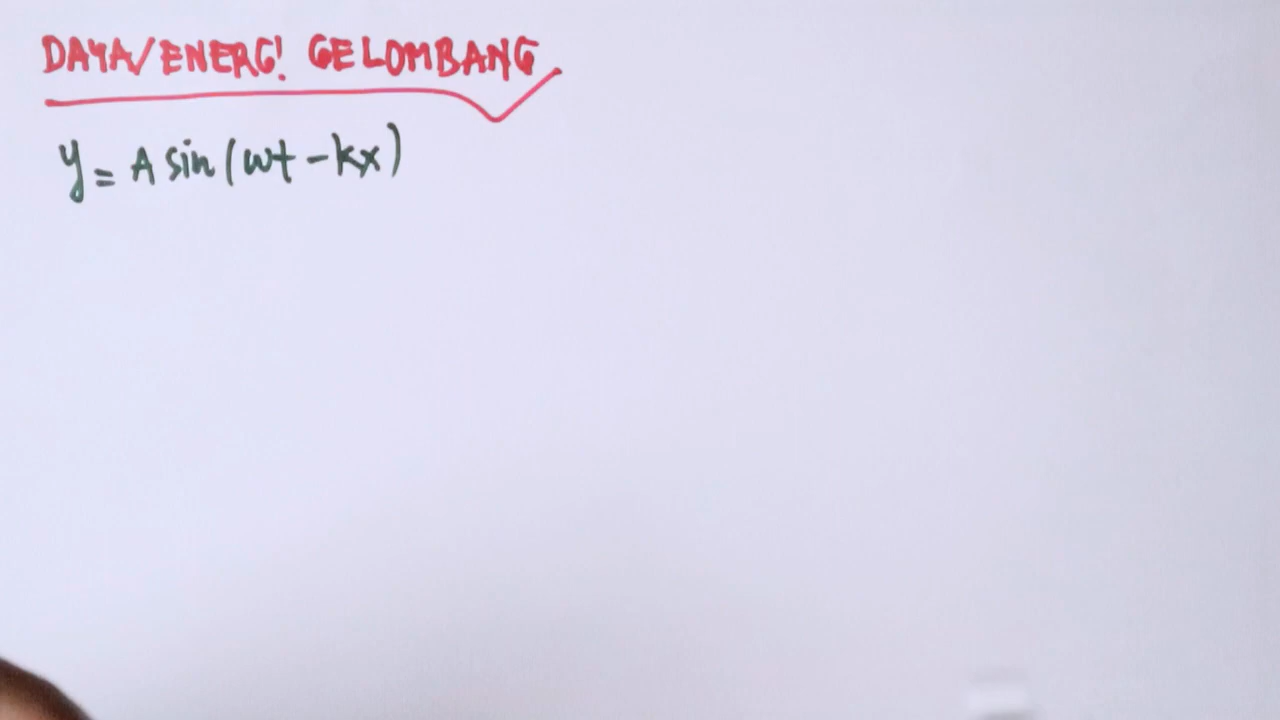 DAYA/ENERGI GELOMBANG
y = A sin(ωt - kx)